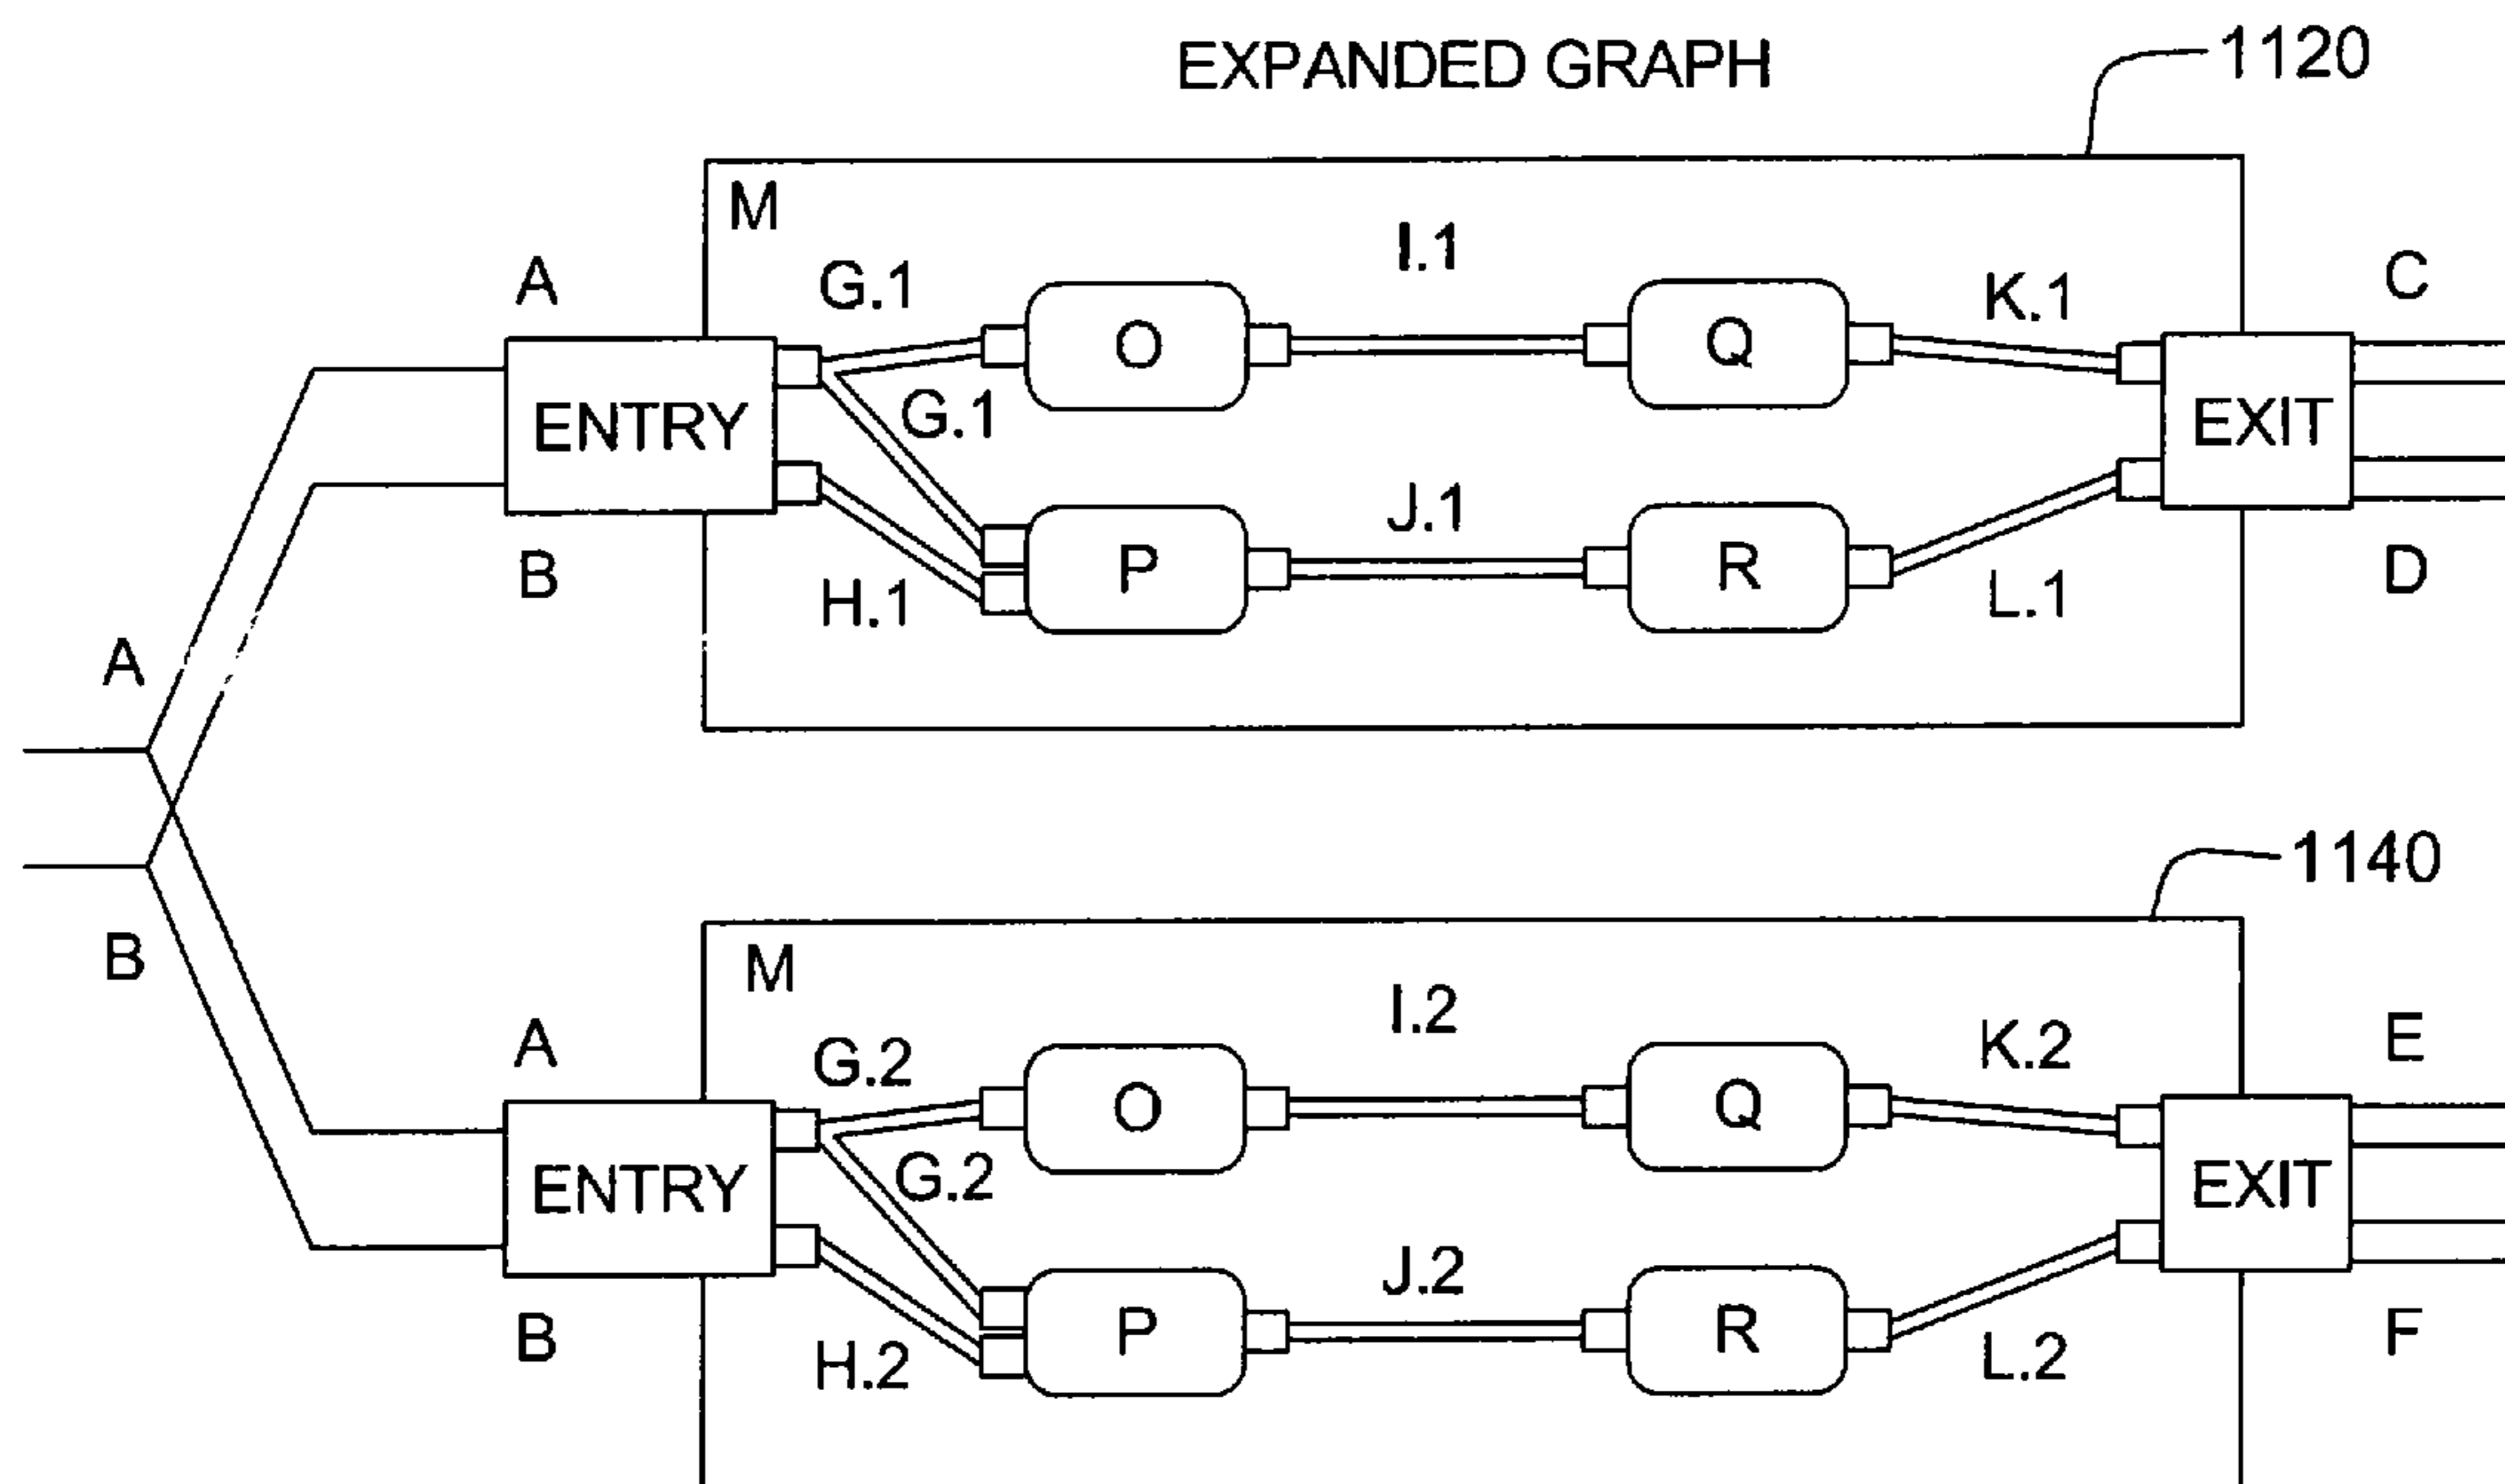 EXPANDED GRAPH
1120
M
A
G.1
O
I.1
Q
K.1
C
ENTRY
G.1
EXIT
B
H.1
P
J.1
R
L.1
D
A
B
1140
M
A
G.2
O
I.2
Q
K.2
E
ENTRY
G.2
EXIT
B
H.2
P
J.2
R
L.2
F